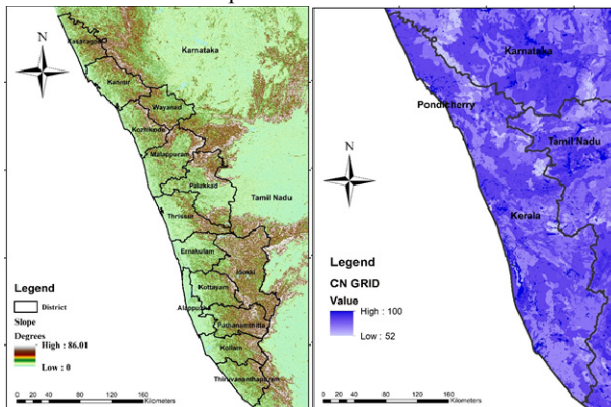 N
Kasaragod
Karnataka
Kannur
Wayanad
Kozhikode
Malappuram
Palakkad
Tamil Nadu
Thrissur
Ernakulam
Idukki
Kottayam
Alappuzha
Pathanamthitta
Kollam
Thiruvananthapuram
Legend
District
Slope
Degrees
High : 86.01
Low : 0
0 20 40 80 120 160
Kilometers
Karnataka
Pondicherry
Tamil Nadu
N
Kerala
Legend
CN GRID
Value
High : 100
Low : 52
0 20 40 80 120 160
Kilometers